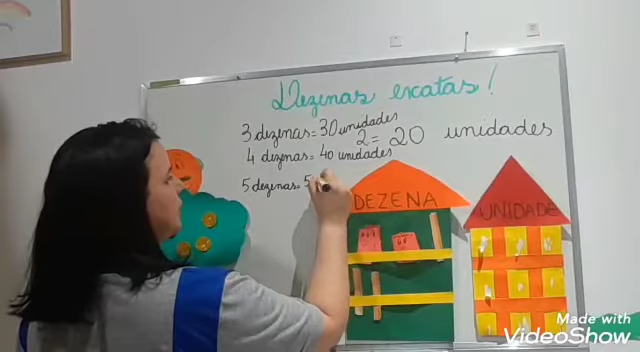 Dezenas exatas!
3 dezenas = 30 unidades
2 = 20 unidades
4 dezenas = 40 unidades
5 dezenas = 5
DEZENA
UNIDADE
Made with
VideoShow